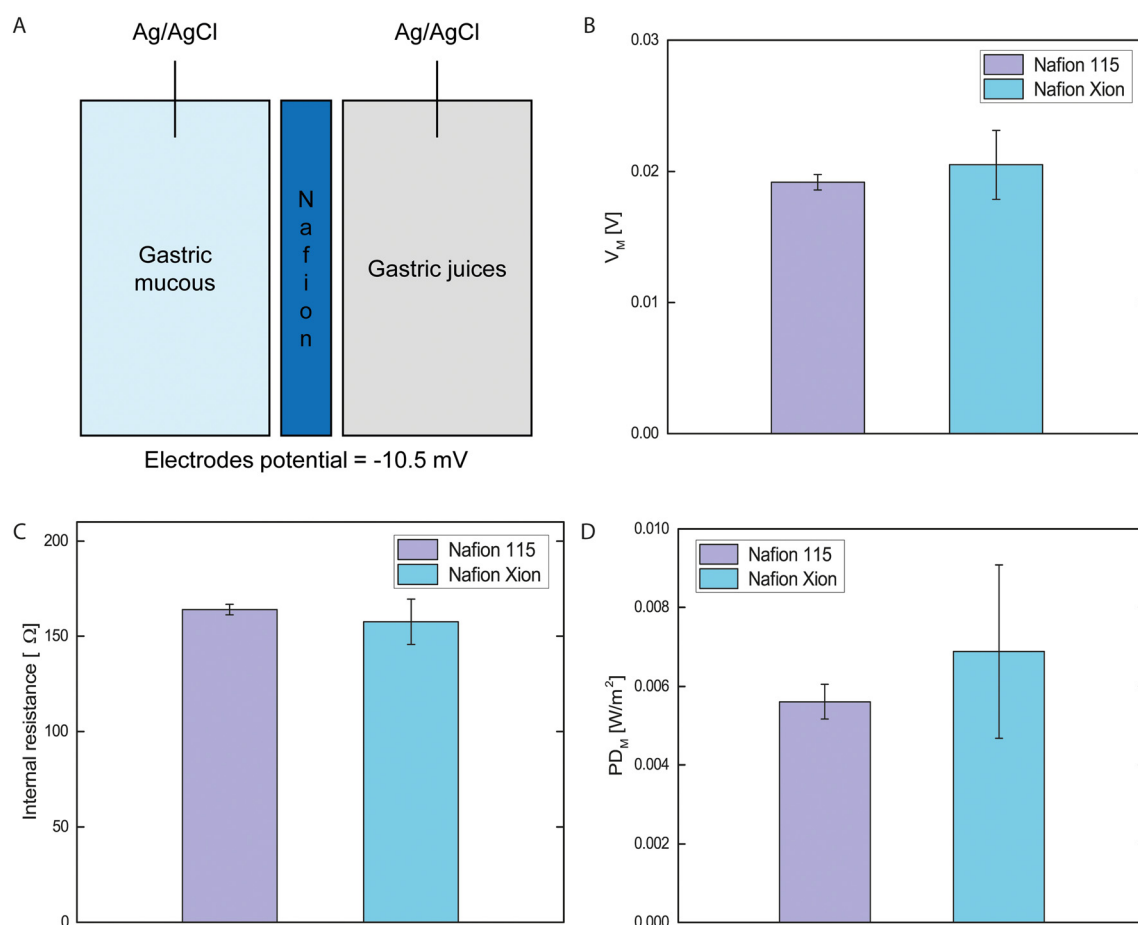 A
Ag/AgCl
Ag/AgCl
Gastric
mucous
Nafion
Gastric juices
Electrodes potential = -10.5 mV
B
0.03
0.02
0.01
0.00
V_M [V]
Nafion 115
Nafion Xion
C
200
150
100
50
0
Internal resistance [ Ω]
Nafion 115
Nafion Xion
D
0.010
0.008
0.006
0.004
0.002
0.000
PD_M [W/m²]
Nafion 115
Nafion Xion